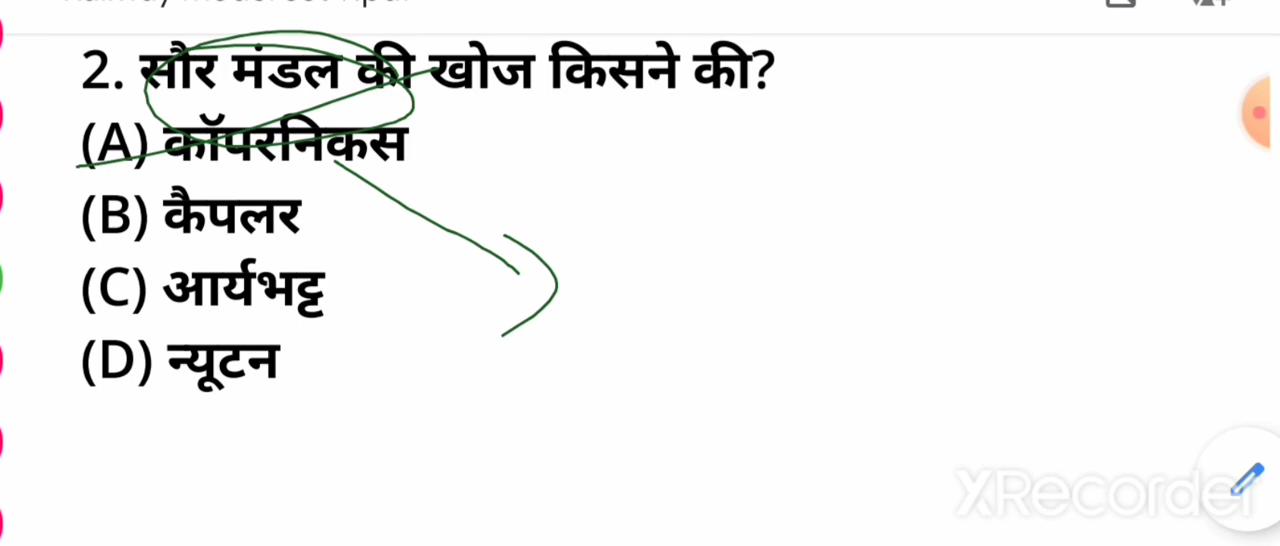 2. सौर मंडल की खोज किसने की?
(A) कॉपरनिकस
(B) कैपलर
(C) आर्यभट्ट
(D) न्यूटन
XRecorder